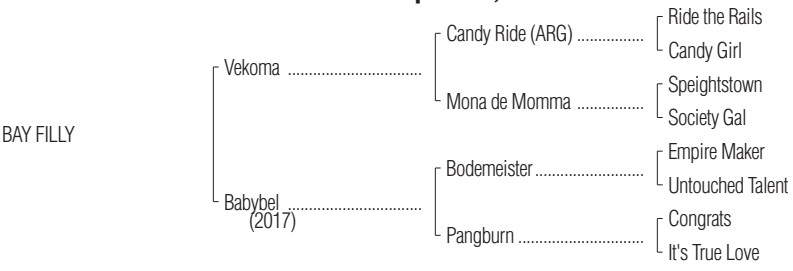 Ride the Rails
Candy Ride (ARG) ................
Candy Girl
Vekoma ................................
Speightstown
Mona de Momma ................
Society Gal
BAY FILLY
Empire Maker
Bodemeister..........................
Untouched Talent
Babybel ................................
(2017)
Congrats
Pangburn ..............................
It's True Love